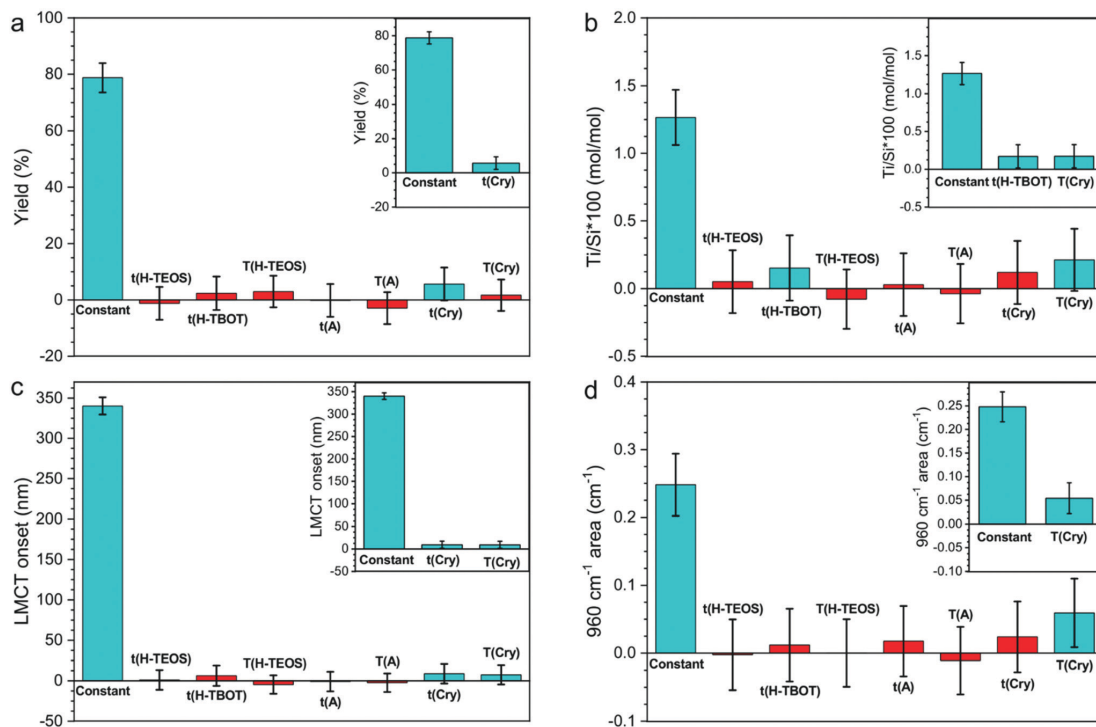 a
Yield (%)
100
80
60
40
20
0
-20
Constant
t(H-TEOS)
t(H-TBOT)
T(H-TEOS)
t(A)
T(A)
t(Cry)
T(Cry)
Yield (%)
80
60
40
20
0
-20
Constant
t(Cry)
b
Ti/Si*100 (mol/mol)
2.0
1.5
1.0
0.5
0.0
-0.5
Constant
t(H-TEOS)
t(H-TBOT)
T(H-TEOS)
t(A)
T(A)
t(Cry)
T(Cry)
Ti/Si*100 (mol/mol)
1.5
1.0
0.5
0.0
-0.5
Constant t(H-TBOT) T(Cry)
c
LMCT onset (nm)
350
300
250
200
150
100
50
0
-50
Constant
t(H-TEOS)
t(H-TBOT)
T(H-TEOS)
t(A)
T(A)
t(Cry)
T(Cry)
LMCT onset (nm)
350
300
250
200
150
100
50
0
-50
Constant
t(Cry)
T(Cry)
d
960 cm⁻¹ area (cm⁻¹)
0.4
0.3
0.2
0.1
0.0
-0.1
Constant
t(H-TEOS)
t(H-TBOT)
T(H-TEOS)
t(A)
T(A)
t(Cry)
T(Cry)
960 cm⁻¹ area (cm⁻¹)
0.25
0.20
0.15
0.10
0.05
0.00
-0.05
-0.10
Constant
T(Cry)